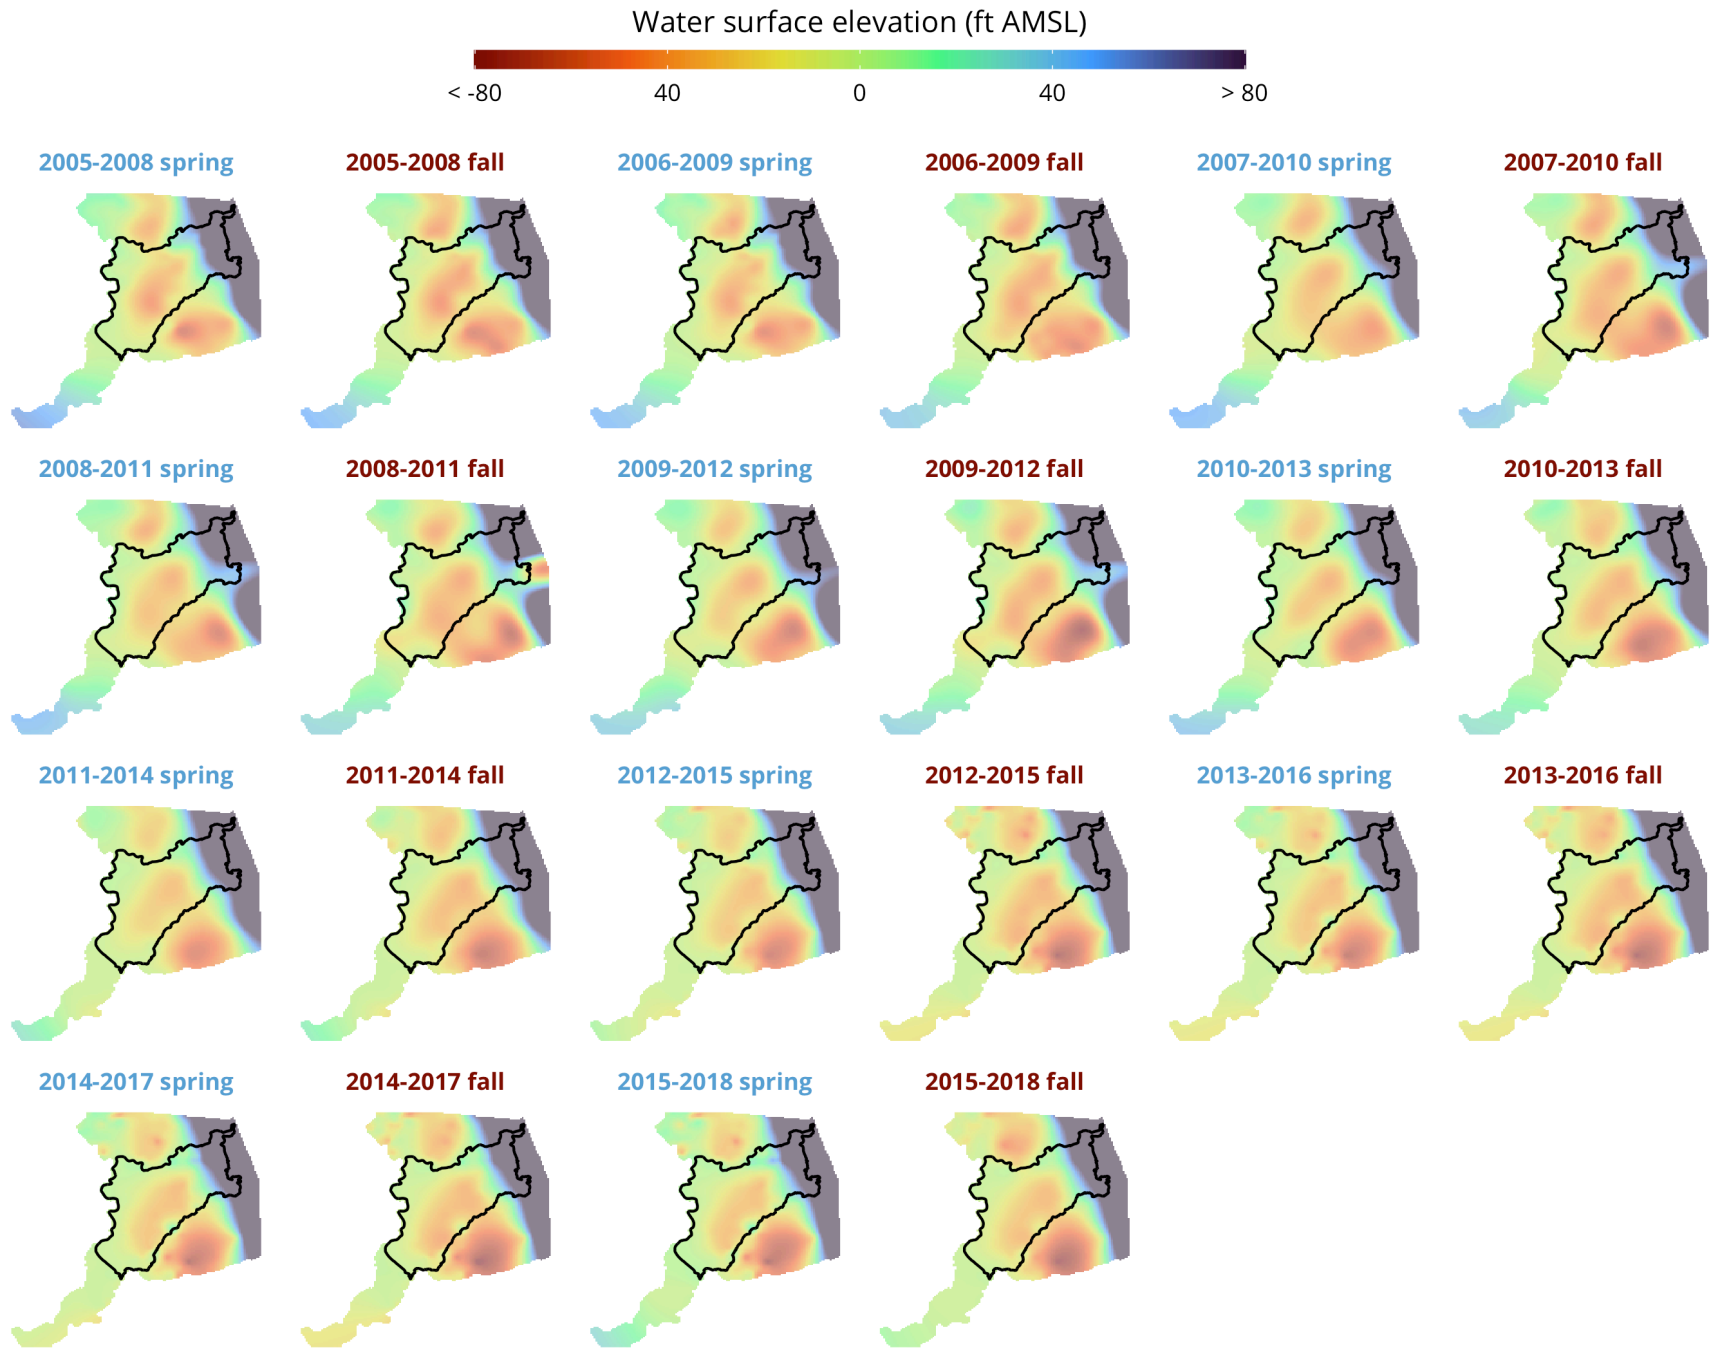 Water surface elevation (ft AMSL)
< -80 40 0 40 > 80
2005-2008 spring 2005-2008 fall 2006-2009 spring 2006-2009 fall 2007-2010 spring 2007-2010 fall
2008-2011 spring 2008-2011 fall 2009-2012 spring 2009-2012 fall 2010-2013 spring 2010-2013 fall
2011-2014 spring 2011-2014 fall 2012-2015 spring 2012-2015 fall 2013-2016 spring 2013-2016 fall
2014-2017 spring 2014-2017 fall 2015-2018 spring 2015-2018 fall